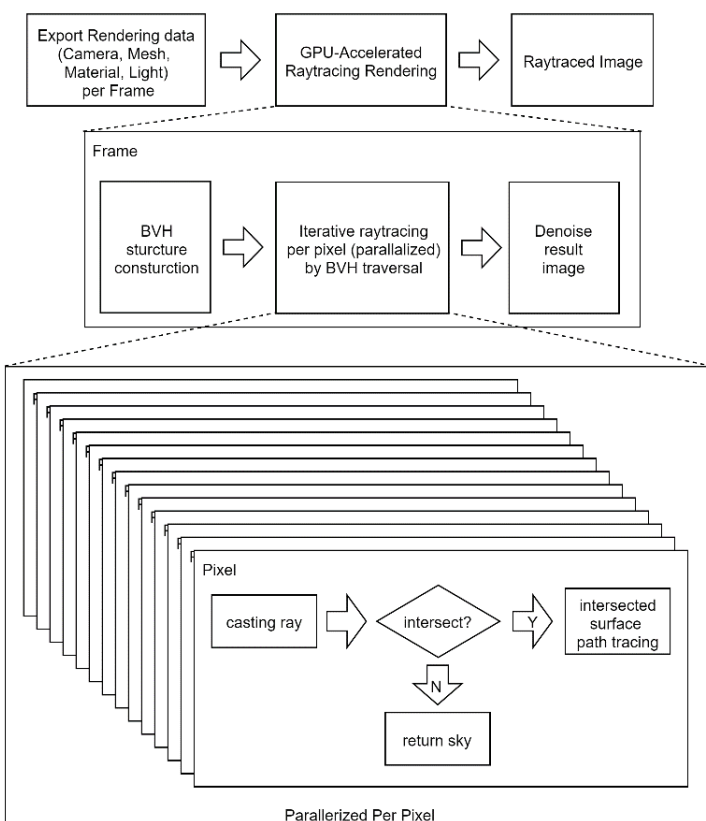 Export Rendering data
(Camera, Mesh,
Material, Light)
per Frame
GPU-Accelerated
Raytracing Rendering
Raytraced Image
Frame
BVH
sturcture
consturction
Iterative raytracing
per pixel (parallalized)
by BVH traversal
Denoise
result
image
Pixel
casting ray
intersect?
Y
intersected
surface
path tracing
N
return sky
Parallerized Per Pixel